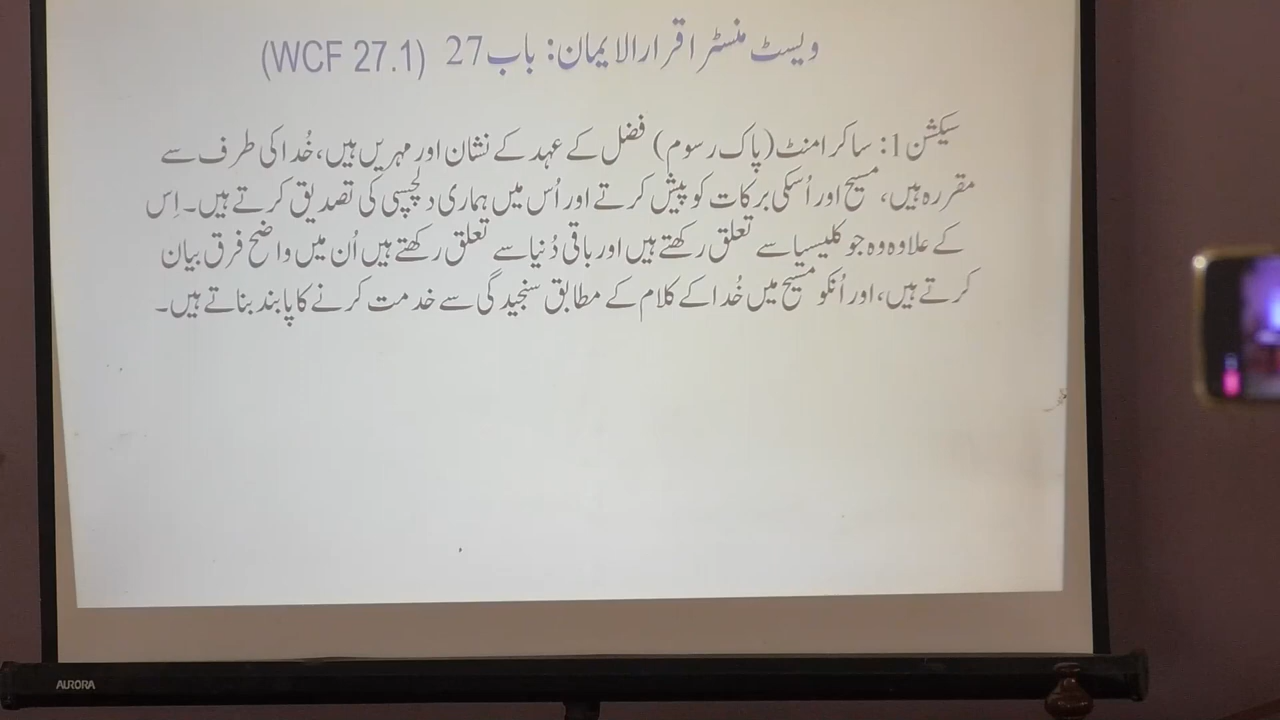 ویسٹ منسٹر اقرارالایمان: باب 27 (WCF 27.1)
سیکشن 1: ساکرامنٹ (پاک رسوم) فضل کے عہد کے نشان اور مہریں ہیں، خُدا کی طرف سے
مقررہ ہیں، مسیح اور اُسکی برکات کو پیش کرتے اور اُس میں ہماری دلچسپی کی تصدیق کرتے ہیں۔ اِس
کے علاوہ وہ جو کلیسیا سے تعلق رکھتے ہیں اور باقی دُنیا سے تعلق رکھتے ہیں اُن میں واضح فرق بیان
کرتے ہیں، اور اُنکو مسیح میں خُدا کے کلام کے مطابق سنجیدگی سے خدمت کرنے کا پابند بناتے ہیں۔
AURORA